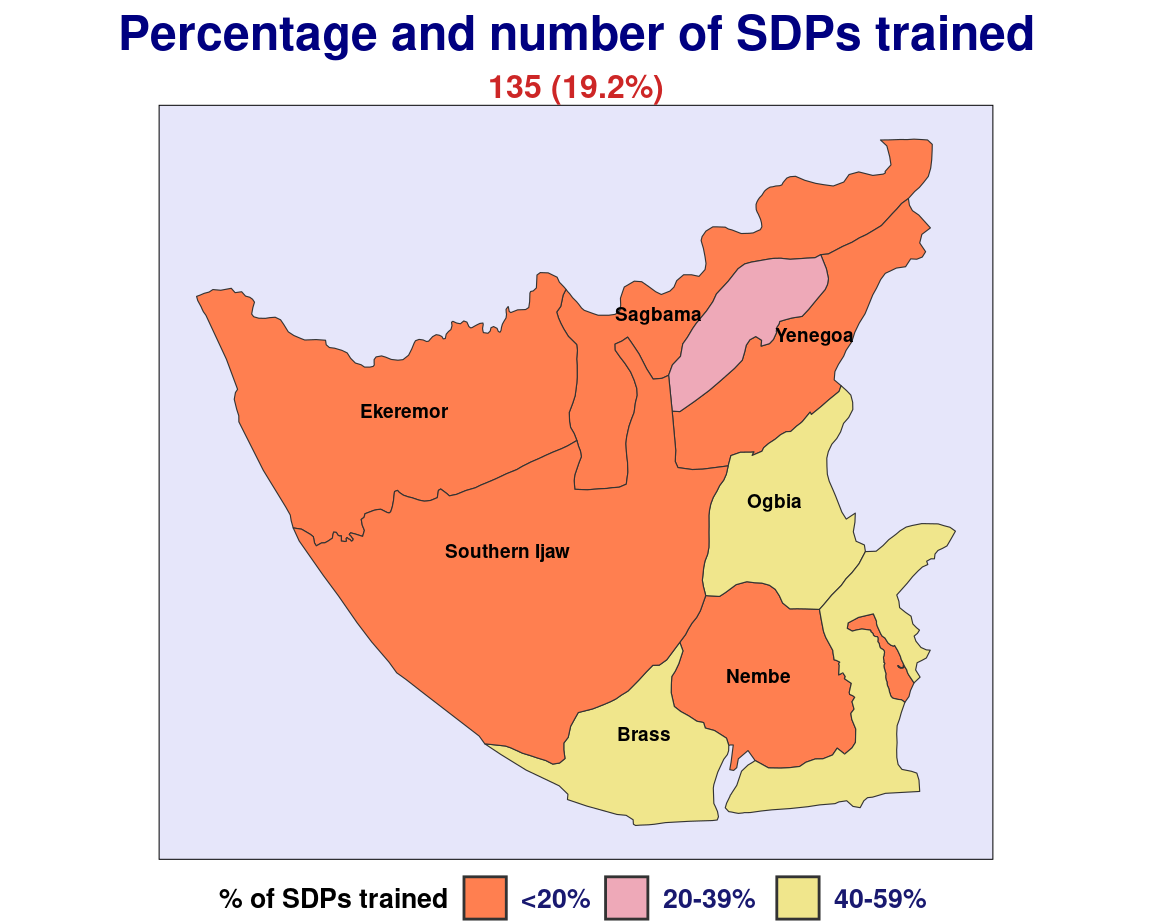 Percentage and number of SDPs trained
135 (19.2%)
Sagbama
Yenegoa
Ekeremor
Ogbia
Southern Ijaw
Nembe
Brass
% of SDPs trained <20% 20-39% 40-59%